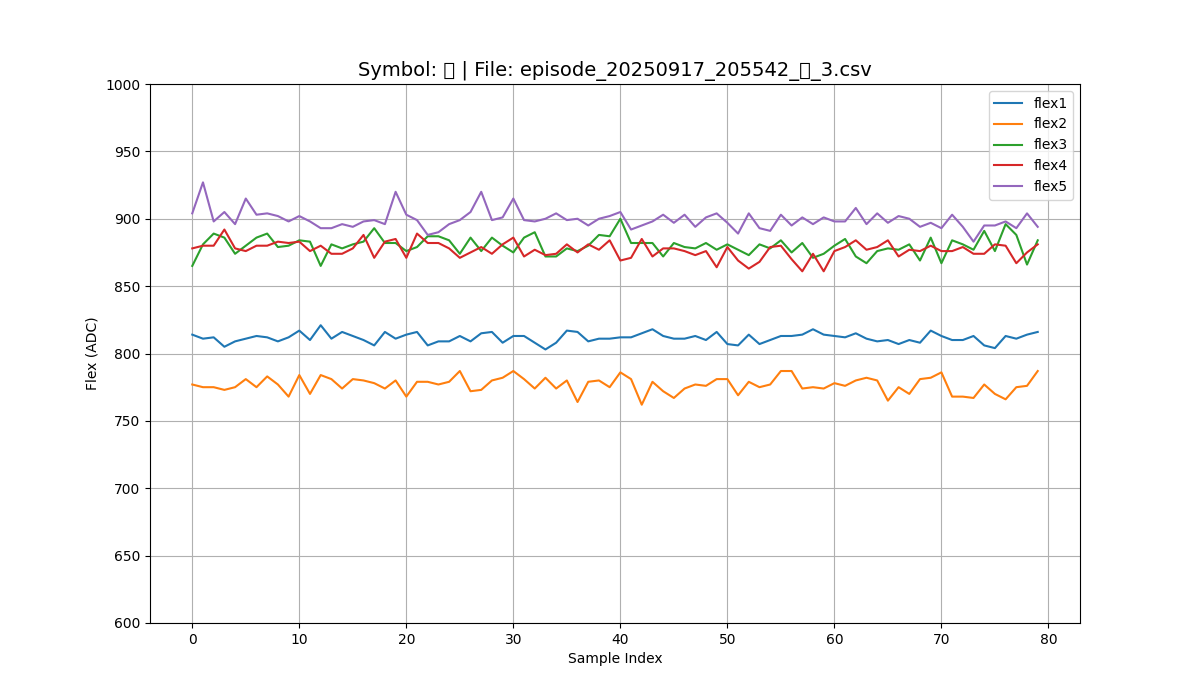 Symbol: ▯ | File: episode_20250917_205542_▯_3.csv
1000
950
900
850
800
750
700
650
600
Flex (ADC)
0 10 20 30 40 50 60 70 80
Sample Index
flex1
flex2
flex3
flex4
flex5